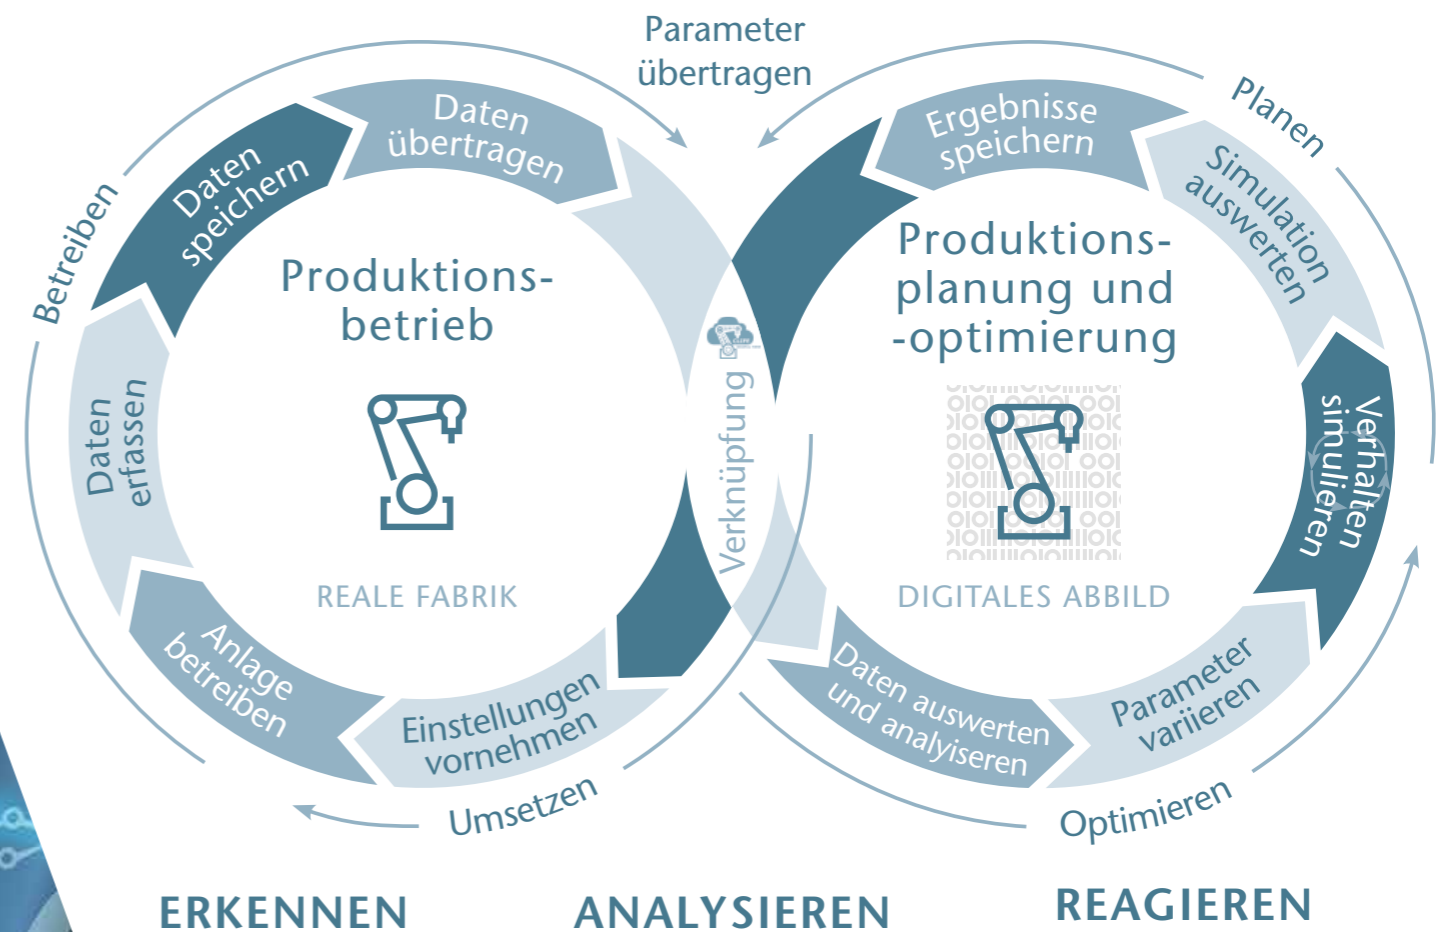 Parameter
übertragen
Betreiben
Daten
speichern
Daten
übertragen
Daten
erfassen
Anlage
betreiben
Einstellungen
vornehmen
Umsetzen
Produktions-
betrieb
REALE FABRIK
Verknüpfung
Planen
Ergebnisse
speichern
Simulation
auswerten
Verhalten
simulieren
Parameter
variieren
Daten auswerten
und analyiseren
Optimieren
Produktions-
planung und
-optimierung
DIGITALES ABBILD
ERKENNEN
ANALYSIEREN
REAGIEREN